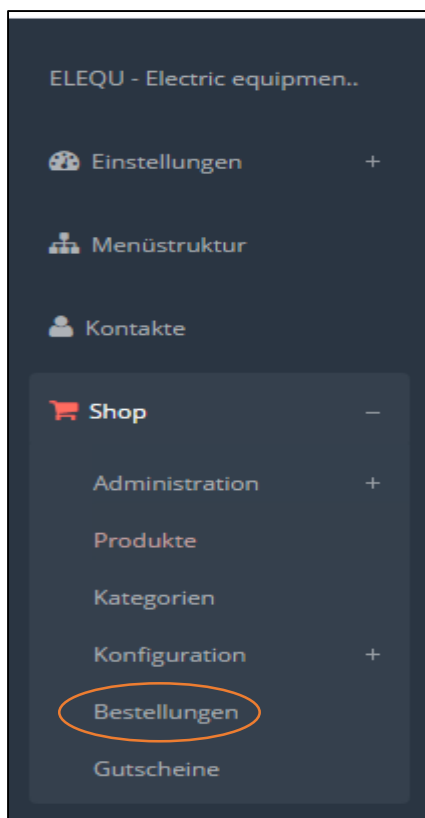 ELEQU - Electric equipmen..
Einstellungen +
Menüstruktur
Kontakte
Shop –
Administration +
Produkte
Kategorien
Konfiguration +
Bestellungen
Gutscheine